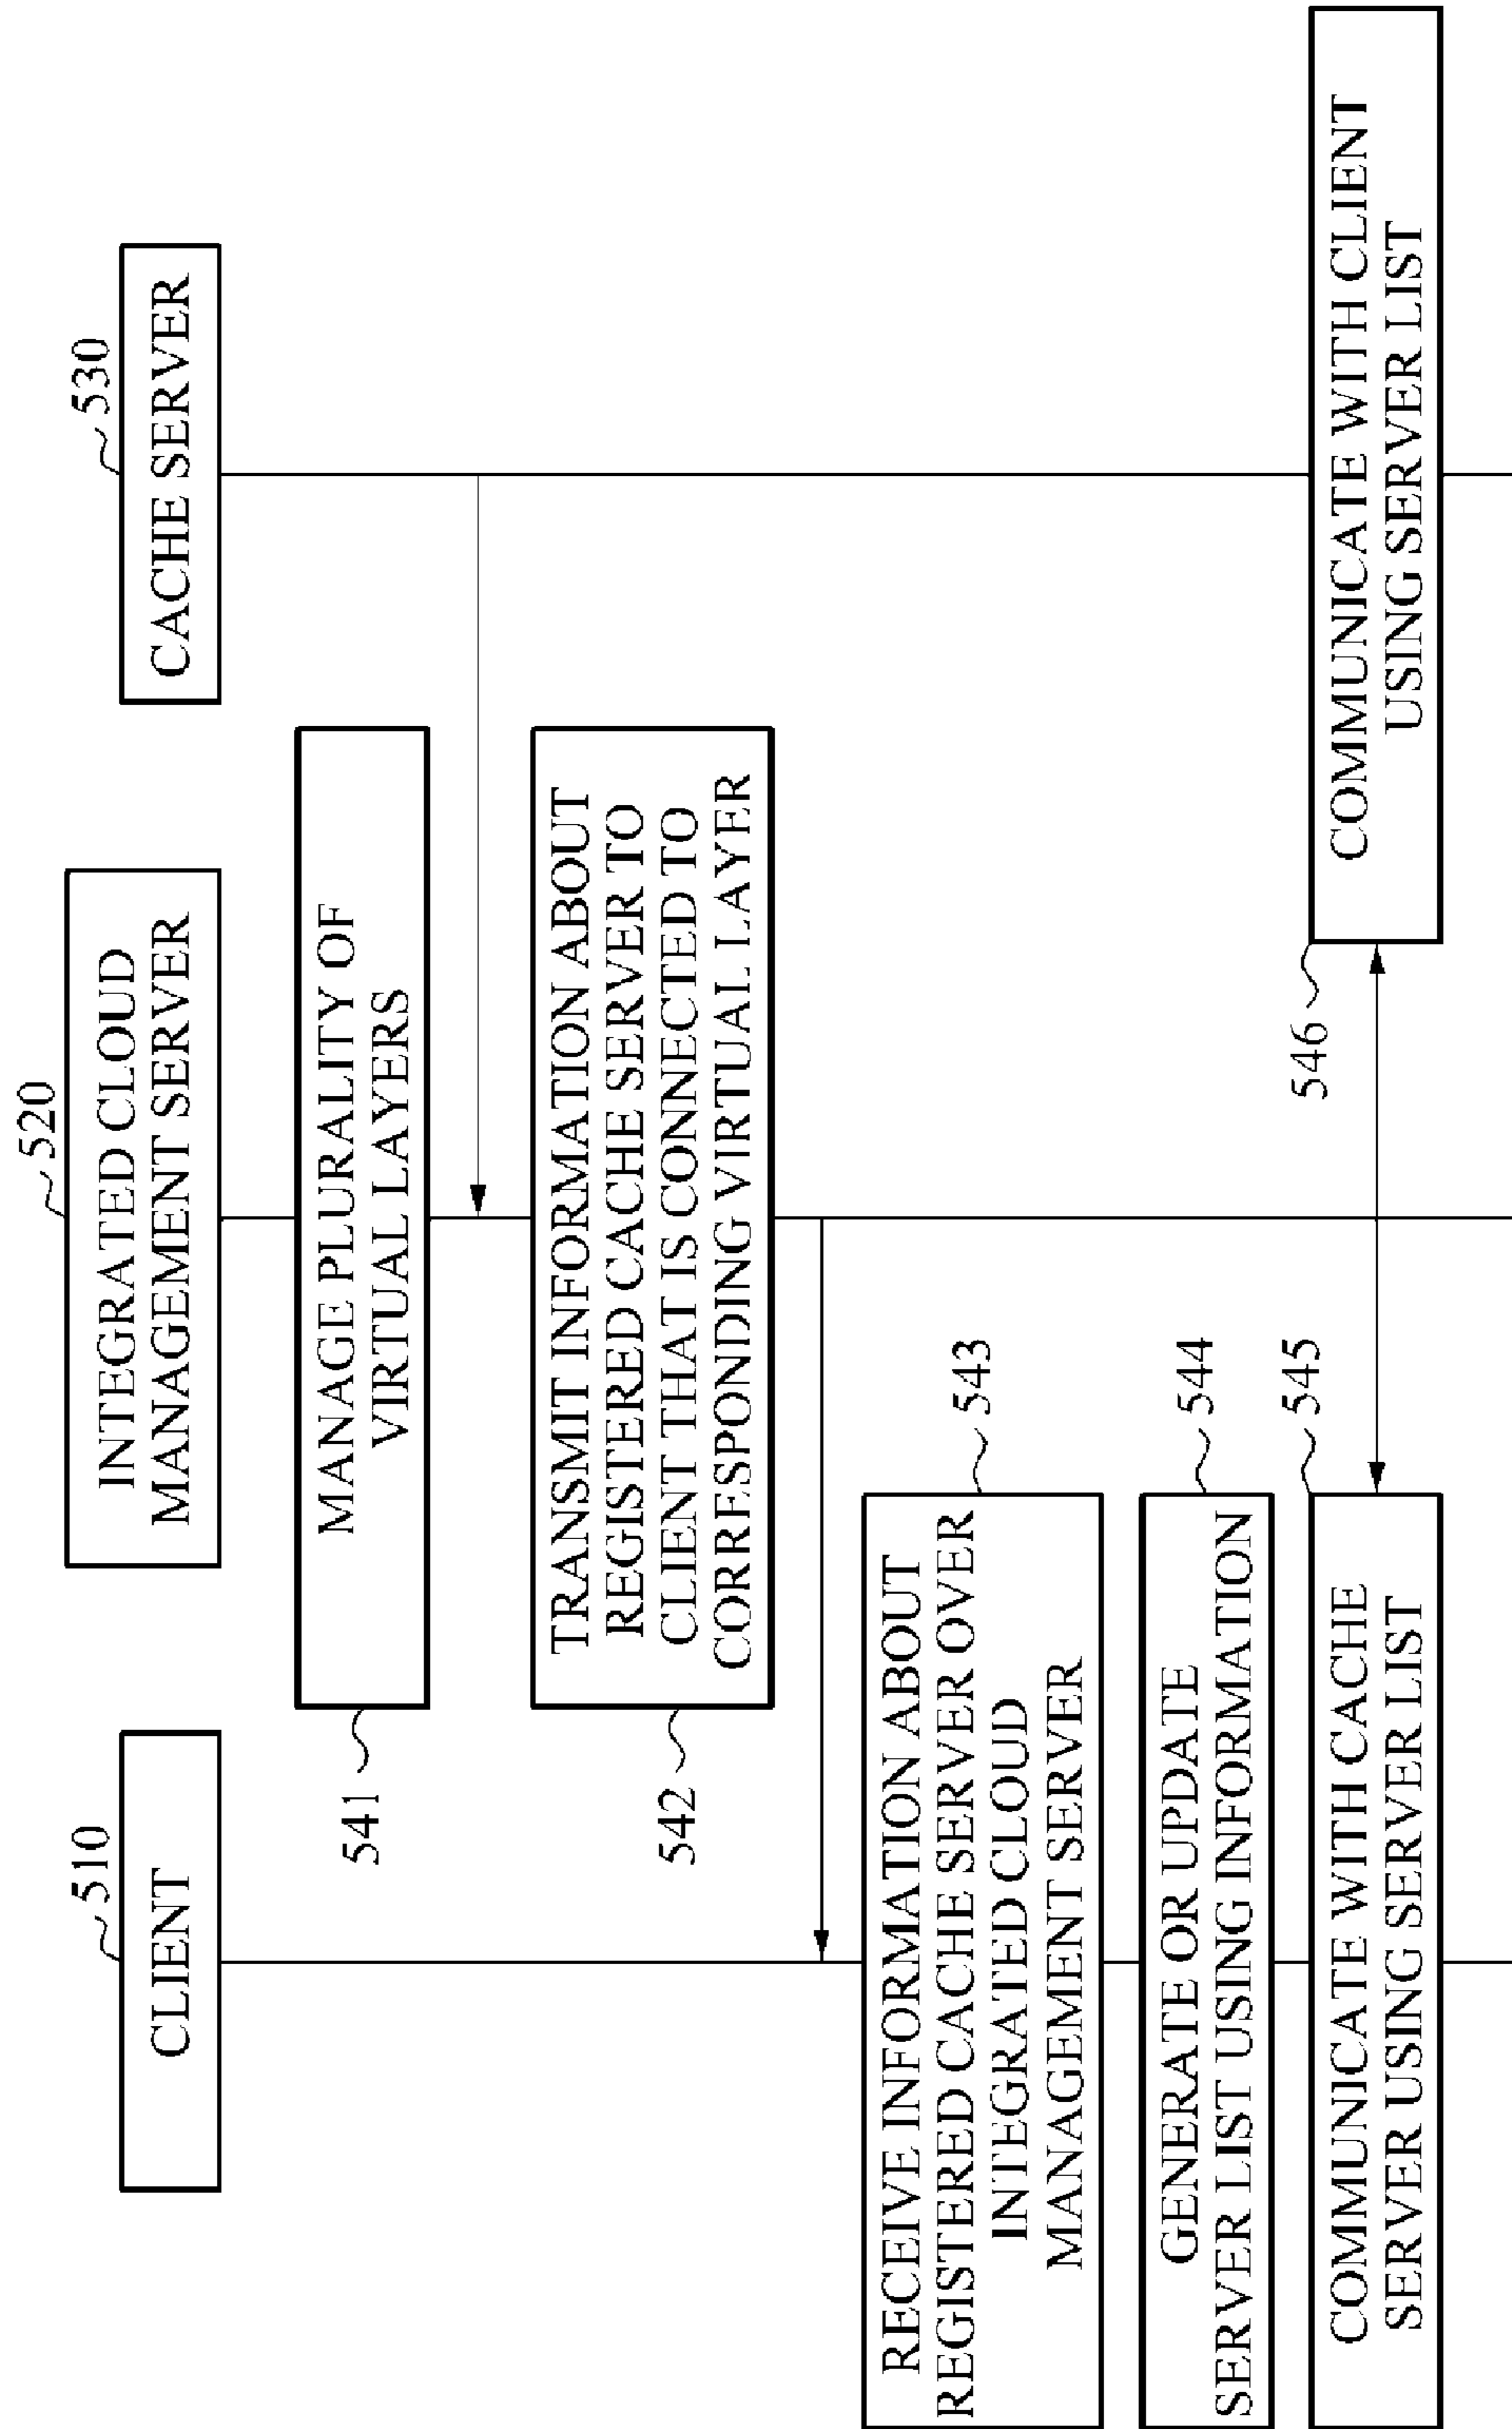 510
CLIENT
520
INTEGRATED CLOUD
MANAGEMENT SERVER
530
CACHE SERVER
541
MANAGE PLURALITY OF
VIRTUAL LAYERS
542
TRANSMIT INFORMATION ABOUT
REGISTERED CACHE SERVER TO
CLIENT THAT IS CONNECTED TO
CORRESPONDING VIRTUAL LAYER
543
RECEIVE INFORMATION ABOUT
REGISTERED CACHE SERVER OVER
INTEGRATED CLOUD
MANAGEMENT SERVER
544
GENERATE OR UPDATE
SERVER LIST USING INFORMATION
545
COMMUNICATE WITH CACHE
SERVER USING SERVER LIST
546
COMMUNICATE WITH CLIENT
USING SERVER LIST